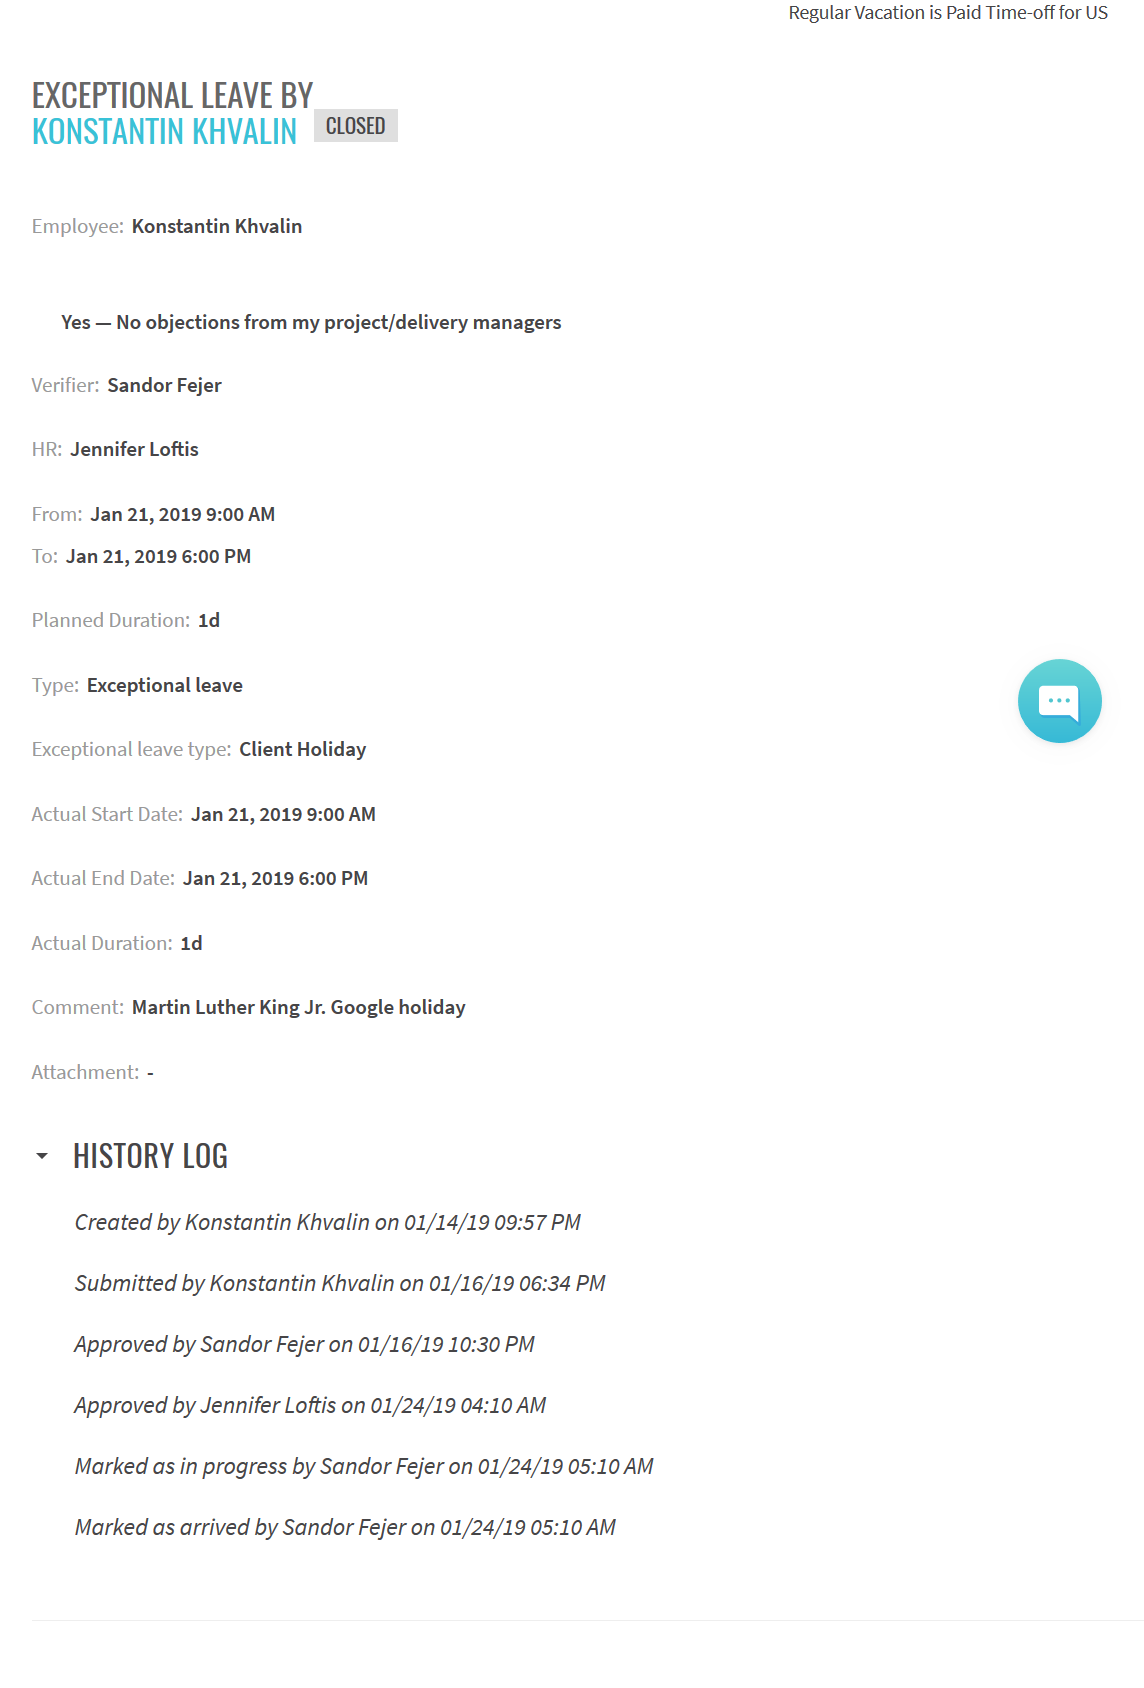 Regular Vacation is Paid Time-off for US
EXCEPTIONAL LEAVE BY
KONSTANTIN KHVALIN CLOSED
Employee: Konstantin Khvalin
Yes — No objections from my project/delivery managers
Verifier: Sandor Fejer
HR: Jennifer Loftis
From: Jan 21, 2019 9:00 AM
To: Jan 21, 2019 6:00 PM
Planned Duration: 1d
Type: Exceptional leave
Exceptional leave type: Client Holiday
Actual Start Date: Jan 21, 2019 9:00 AM
Actual End Date: Jan 21, 2019 6:00 PM
Actual Duration: 1d
Comment: Martin Luther King Jr. Google holiday
Attachment: -
HISTORY LOG
Created by Konstantin Khvalin on 01/14/19 09:57 PM
Submitted by Konstantin Khvalin on 01/16/19 06:34 PM
Approved by Sandor Fejer on 01/16/19 10:30 PM
Approved by Jennifer Loftis on 01/24/19 04:10 AM
Marked as in progress by Sandor Fejer on 01/24/19 05:10 AM
Marked as arrived by Sandor Fejer on 01/24/19 05:10 AM